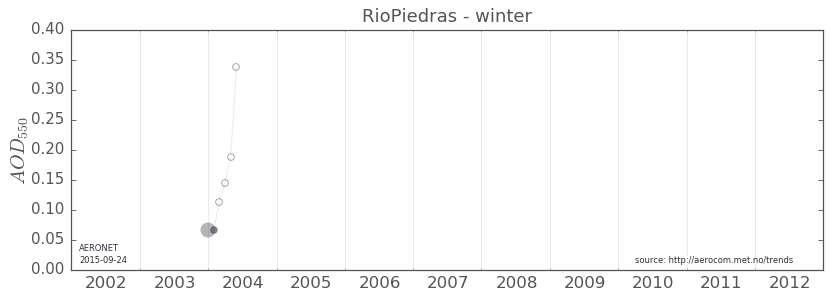 RioPiedras - winter
0.40
0.35
0.30
0.25
0.20
0.15
0.10
0.05
0.00
AOD550
AERONET
2015-09-24
source: http://aerocom.met.no/trends
2002 2003 2004 2005 2006 2007 2008 2009 2010 2011 2012